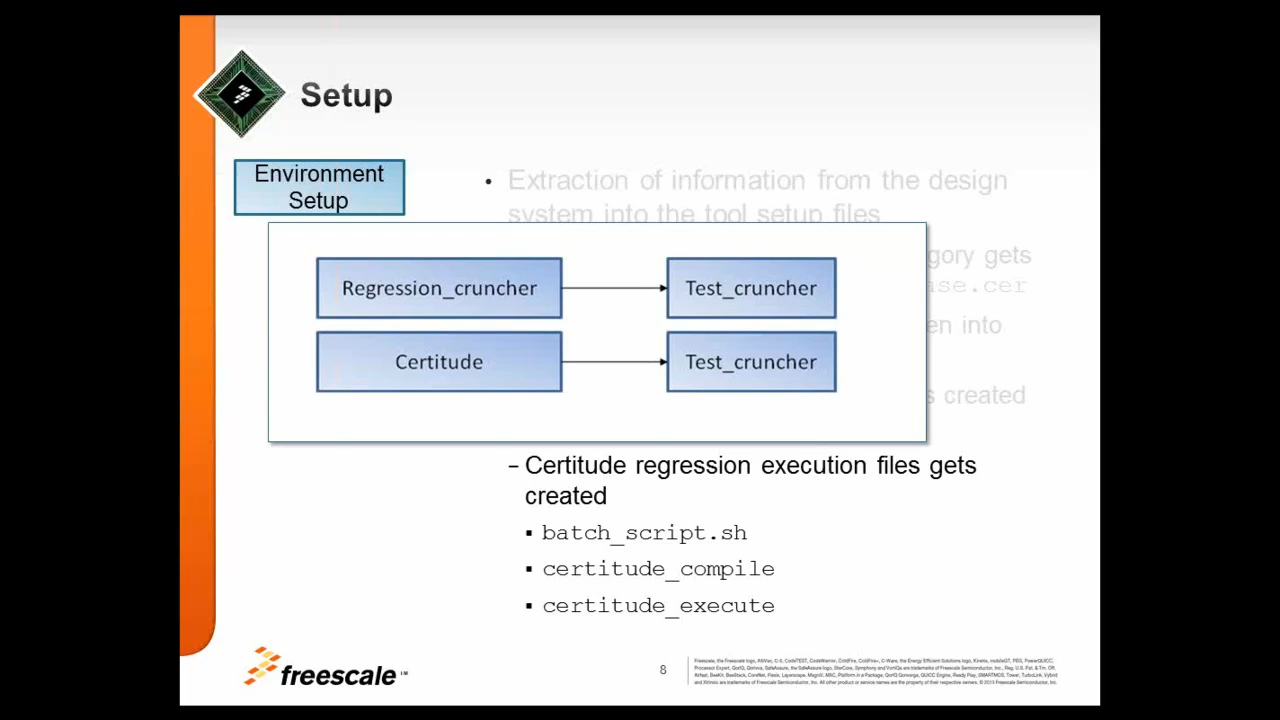 Setup
Environment
Setup
• Extraction of information from the design
system into the tool setup files
gory gets
ase.cer
en into
s created
Regression_cruncher
Test_cruncher
Certitude
Test_cruncher
– Certitude regression execution files gets
created
▪ batch_script.sh
▪ certitude_compile
▪ certitude_execute
freescale™
8